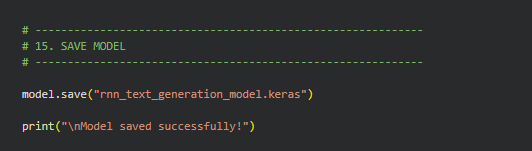 # ------------------------------------------------------------
# 15. SAVE MODEL
# ------------------------------------------------------------
model.save("rnn_text_generation_model.keras")
print("\nModel saved successfully!")